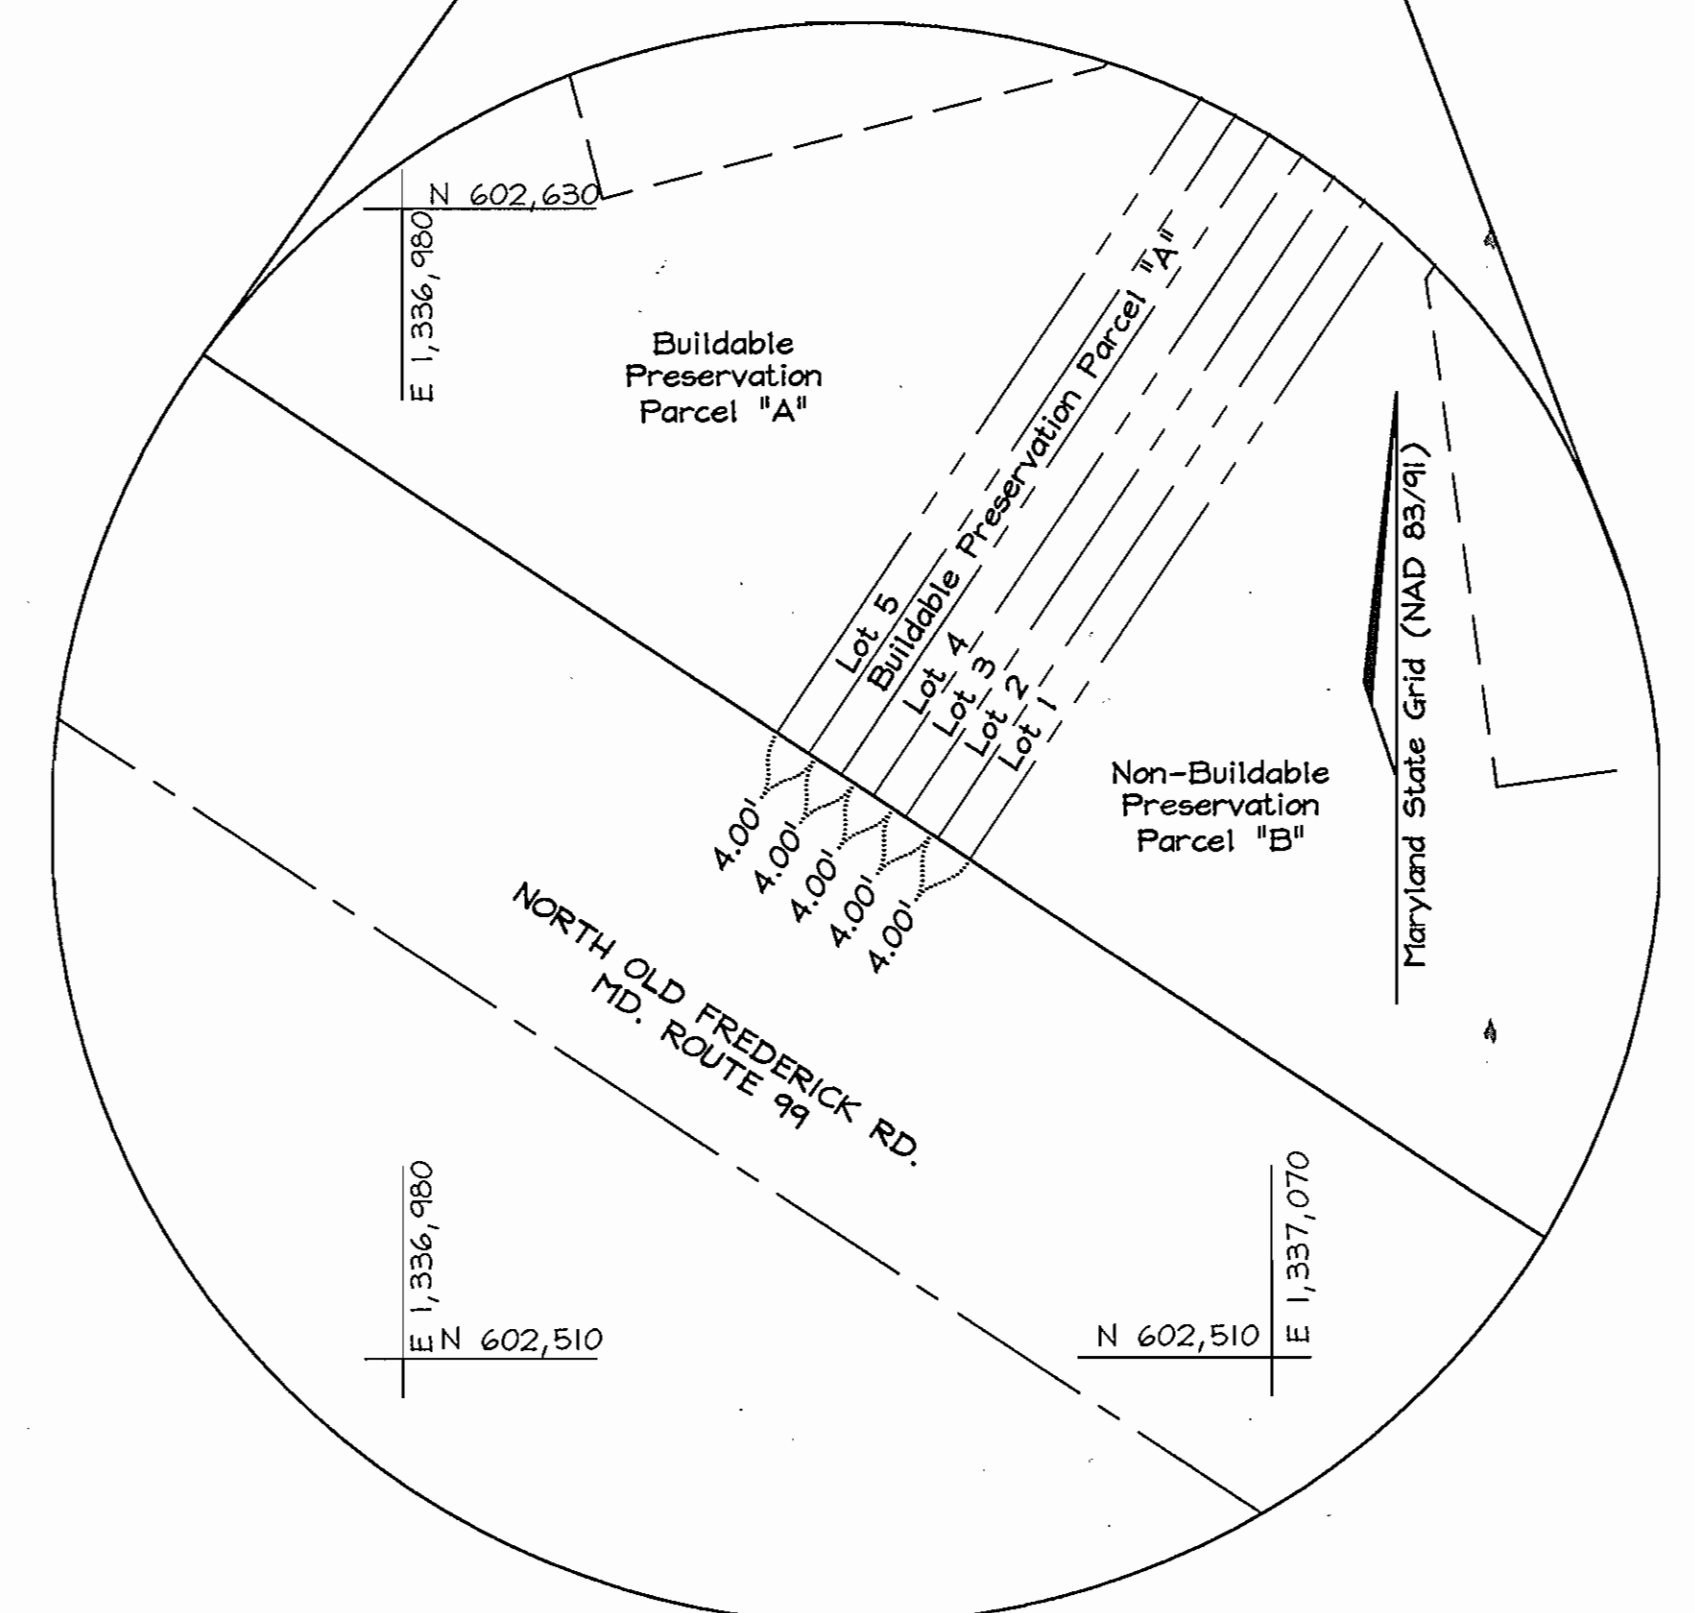 N 602,630
E 1,336,980
Buildable
Preservation
Parcel "A"
Lot 5
Buildable Preservation Parcel "A"
Lot 4
Lot 3
Lot 2
Lot 1
Non-Buildable
Preservation
Parcel "B"
Maryland State Grid (NAD 83/91)
4.00'
4.00'
4.00'
4.00'
4.00'
NORTH OLD FREDERICK RD.
MD. ROUTE 99
E 1,336,980
N 602,510
N 602,510
E 1,337,070